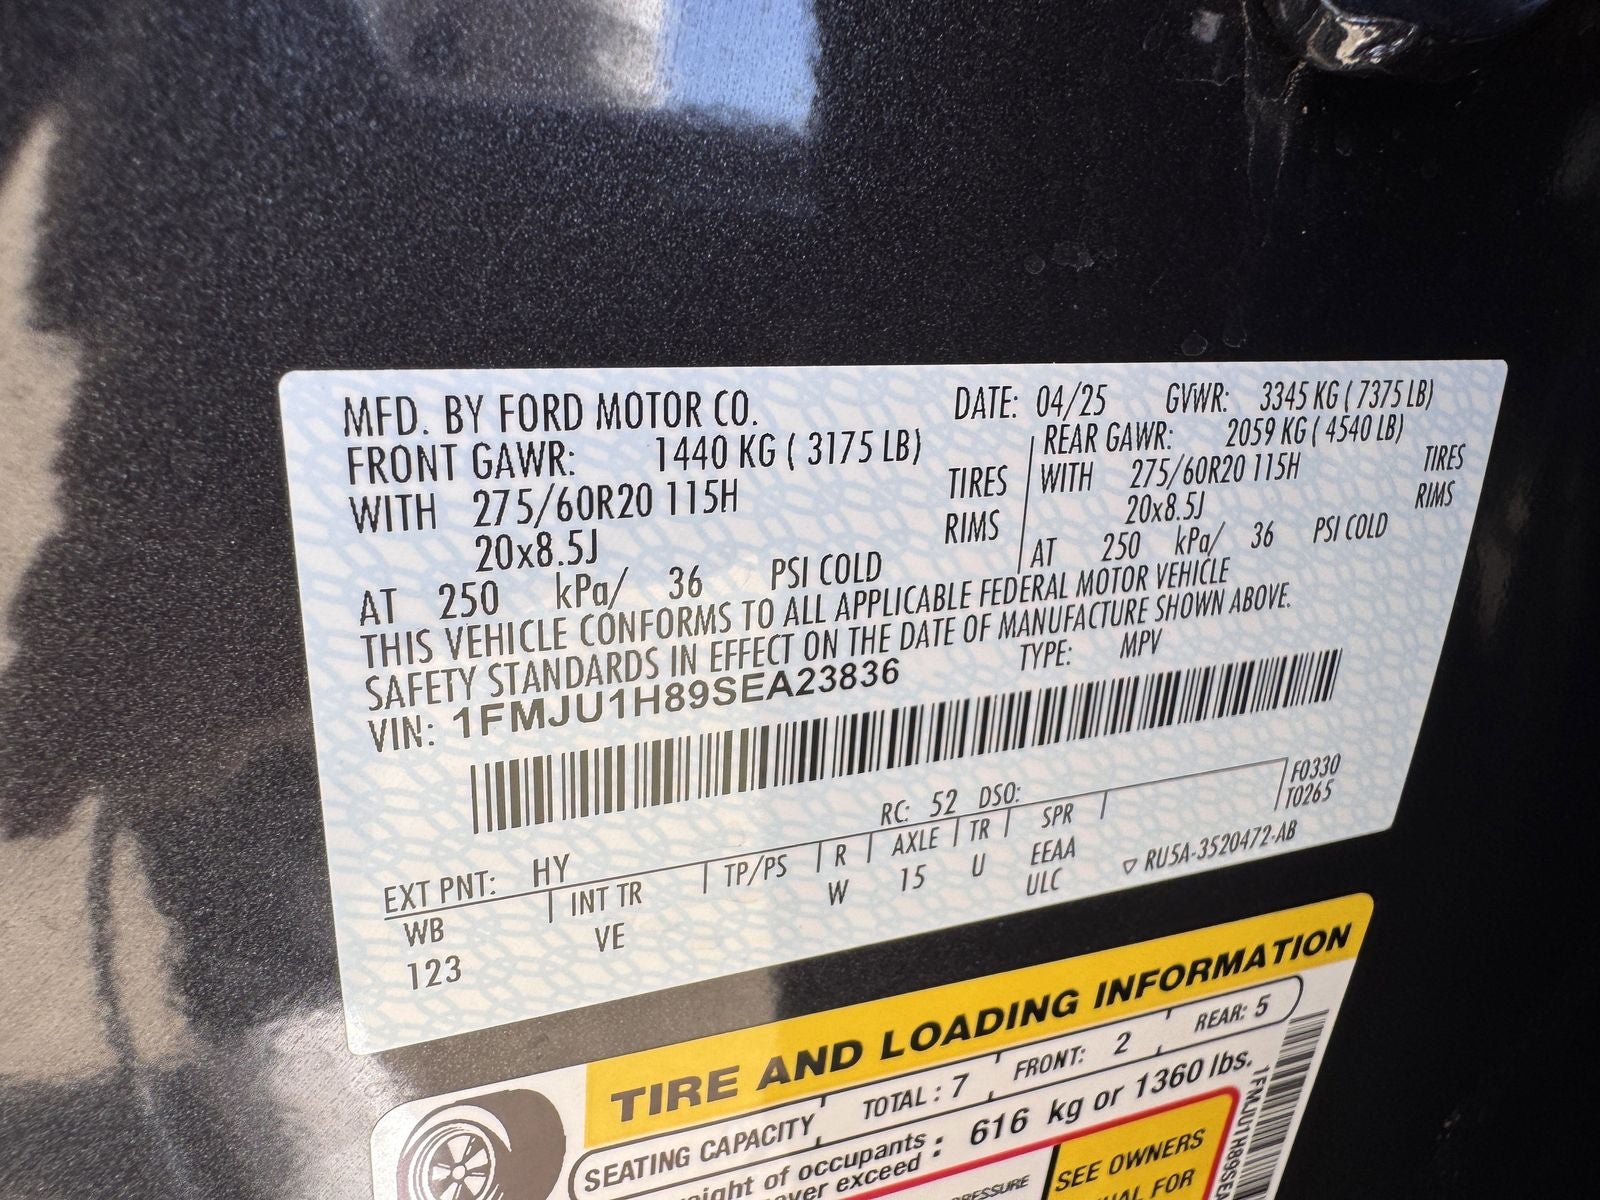 MFD. BY FORD MOTOR CO. DATE: 04/25 GVWR: 3345 KG ( 7375 LB)
FRONT GAWR: 1440 KG ( 3175 LB) REAR GAWR: 2059 KG ( 4540 LB)
WITH 275/60R20 115H TIRES WITH 275/60R20 115H TIRES
20x8.5J RIMS 20x8.5J RIMS
AT 250 kPa/ 36 PSI COLD AT 250 kPa/ 36 PSI COLD
THIS VEHICLE CONFORMS TO ALL APPLICABLE FEDERAL MOTOR VEHICLE
SAFETY STANDARDS IN EFFECT ON THE DATE OF MANUFACTURE SHOWN ABOVE.
VIN: 1FMJU1H89SEA23836 TYPE: MPV
F0330
T0265
EXT PNT: HY RC: 52 DSO:
WB INT TR TP/PS R AXLE TR SPR
123 VE W 15 U EEAA
ULC
RU5A-3520472-AB
TIRE AND LOADING INFORMATION
SEATING CAPACITY TOTAL : 7 FRONT: 2 REAR: 5
of occupants
exceed : 616 kg or 1360 lbs.
SEE OWNERS
FOR